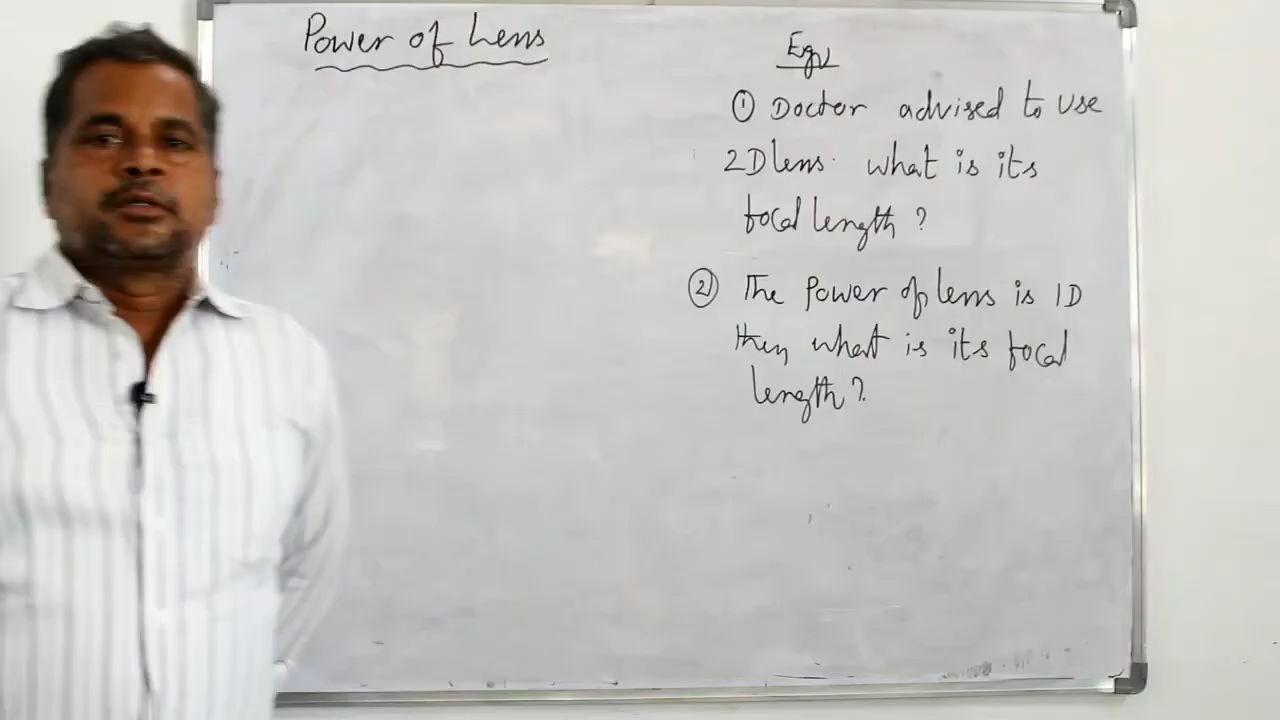 Power of Lens
Eg:
① Doctor advised to use
2D lens. what is its
focal length?
② The Power of lens is 1D
then what is its focal
length?